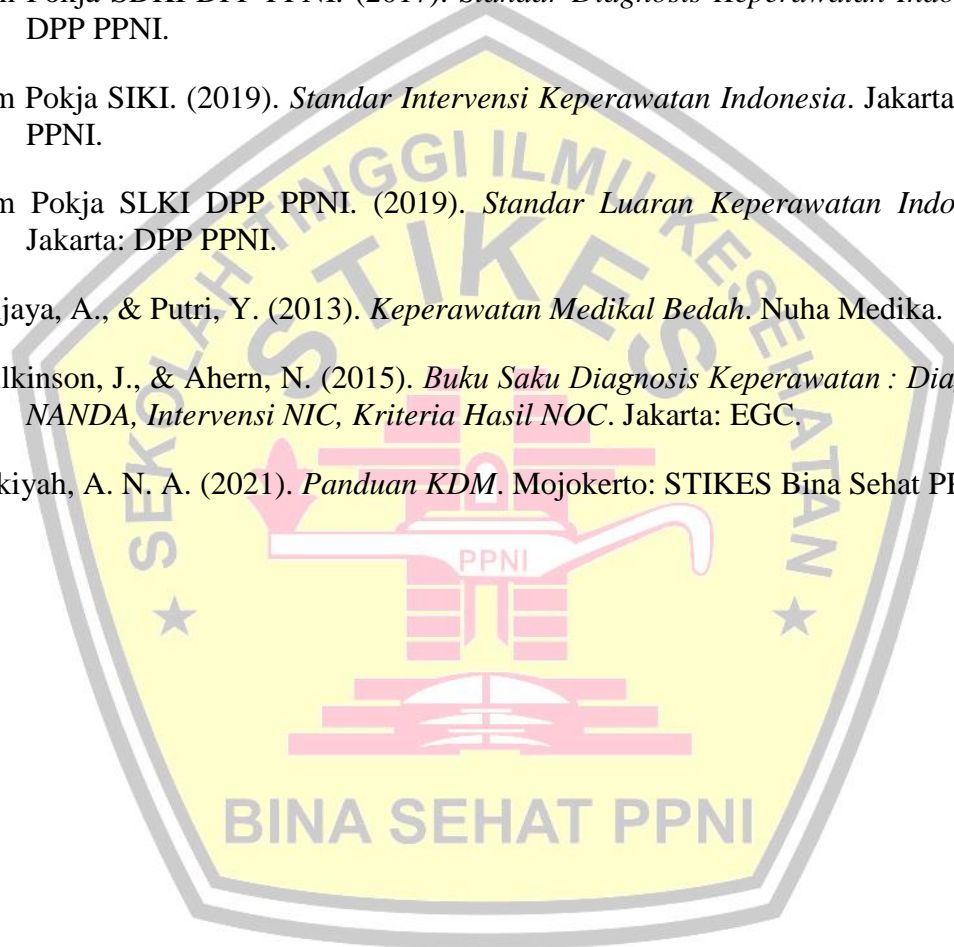 m Pokja SDKI DPP PPNI. (2017). Standar Diagnosis Keperawatan Indo
DPP PPNI.
m Pokja SIKI. (2019). Standar Intervensi Keperawatan Indonesia. Jakarta
PPNI.
m Pokja SLKI DPP PPNI. (2019). Standar Luaran Keperawatan Indo
Jakarta: DPP PPNI.
jaya, A., & Putri, Y. (2013). Keperawatan Medikal Bedah. Nuha Medika.
lkinson, J., & Ahern, N. (2015). Buku Saku Diagnosis Keperawatan : Dia
NANDA, Intervensi NIC, Kriteria Hasil NOC. Jakarta: EGC.
kiyah, A. N. A. (2021). Panduan KDM. Mojokerto: STIKES Bina Sehat PP
SEKOLAH TINGGI ILMU KESEHATAN
STIKES
PPNI
BINA SEHAT PPNI